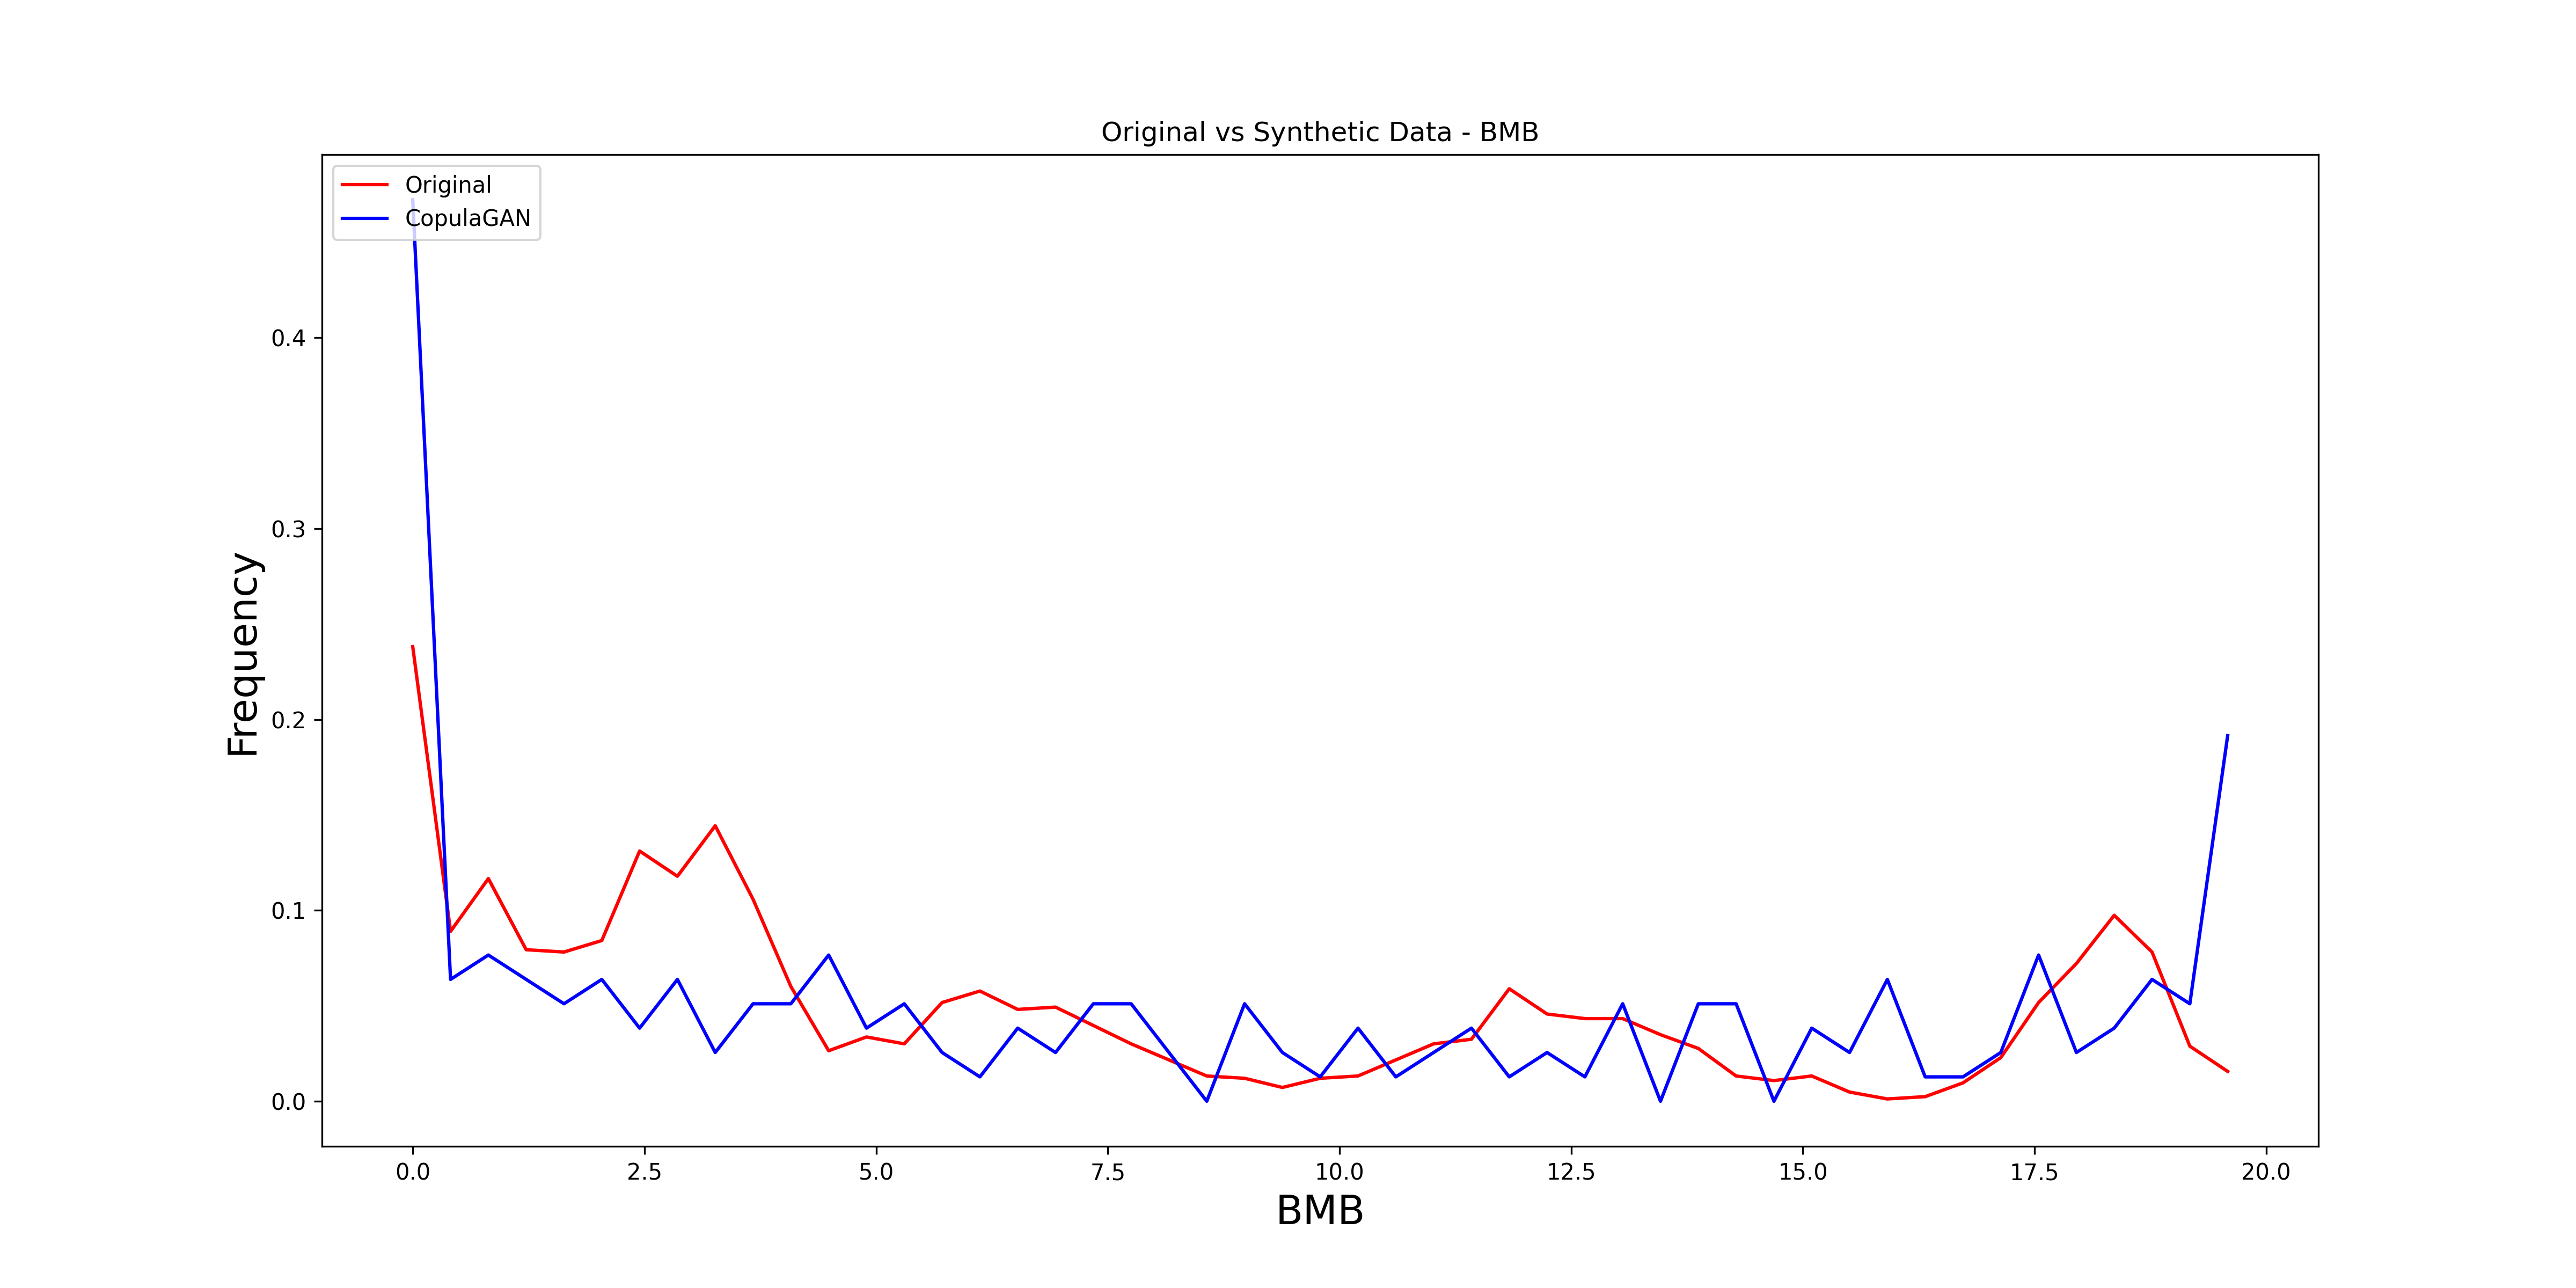 Original vs Synthetic Data - BMB
Original
CopulaGAN
Frequency
0.4
0.3
0.2
0.1
0.0
0.0 2.5 5.0 7.5 10.0 12.5 15.0 17.5 20.0
BMB